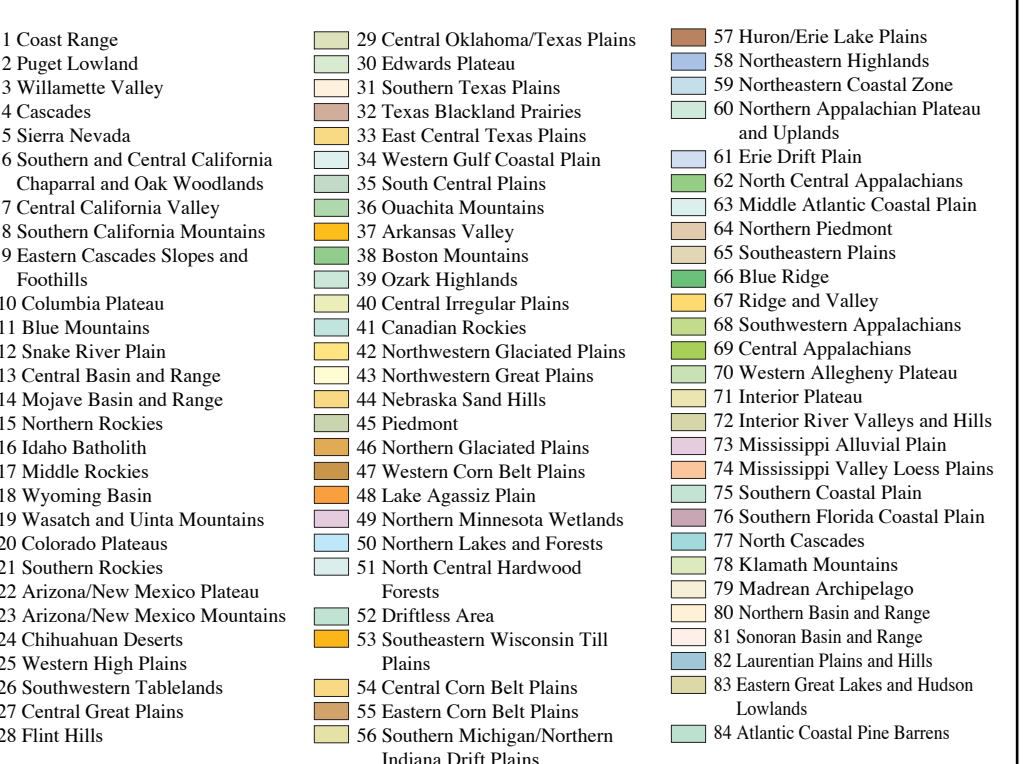 1 Coast Range
2 Puget Lowland
3 Willamette Valley
4 Cascades
5 Sierra Nevada
6 Southern and Central California
Chaparral and Oak Woodlands
7 Central California Valley
8 Southern California Mountains
9 Eastern Cascades Slopes and
Foothills
10 Columbia Plateau
11 Blue Mountains
12 Snake River Plain
13 Central Basin and Range
14 Mojave Basin and Range
15 Northern Rockies
16 Idaho Batholith
17 Middle Rockies
18 Wyoming Basin
19 Wasatch and Uinta Mountains
20 Colorado Plateaus
21 Southern Rockies
22 Arizona/New Mexico Plateau
23 Arizona/New Mexico Mountains
24 Chihuahuan Deserts
25 Western High Plains
26 Southwestern Tablelands
27 Central Great Plains
28 Flint Hills
29 Central Oklahoma/Texas Plains
30 Edwards Plateau
31 Southern Texas Plains
32 Texas Blackland Prairies
33 East Central Texas Plains
34 Western Gulf Coastal Plain
35 South Central Plains
36 Ouachita Mountains
37 Arkansas Valley
38 Boston Mountains
39 Ozark Highlands
40 Central Irregular Plains
41 Canadian Rockies
42 Northwestern Glaciated Plains
43 Northwestern Great Plains
44 Nebraska Sand Hills
45 Piedmont
46 Northern Glaciated Plains
47 Western Corn Belt Plains
48 Lake Agassiz Plain
49 Northern Minnesota Wetlands
50 Northern Lakes and Forests
51 North Central Hardwood
Forests
52 Driftless Area
53 Southeastern Wisconsin Till
Plains
54 Central Corn Belt Plains
55 Eastern Corn Belt Plains
56 Southern Michigan/Northern
Indiana Drift Plains
57 Huron/Erie Lake Plains
58 Northeastern Highlands
59 Northeastern Coastal Zone
60 Northern Appalachian Plateau
and Uplands
61 Erie Drift Plain
62 North Central Appalachians
63 Middle Atlantic Coastal Plain
64 Northern Piedmont
65 Southeastern Plains
66 Blue Ridge
67 Ridge and Valley
68 Southwestern Appalachians
69 Central Appalachians
70 Western Allegheny Plateau
71 Interior Plateau
72 Interior River Valleys and Hills
73 Mississippi Alluvial Plain
74 Mississippi Valley Loess Plains
75 Southern Coastal Plain
76 Southern Florida Coastal Plain
77 North Cascades
78 Klamath Mountains
79 Madrean Archipelago
80 Northern Basin and Range
81 Sonoran Basin and Range
82 Laurentian Plains and Hills
83 Eastern Great Lakes and Hudson
Lowlands
84 Atlantic Coastal Pine Barrens